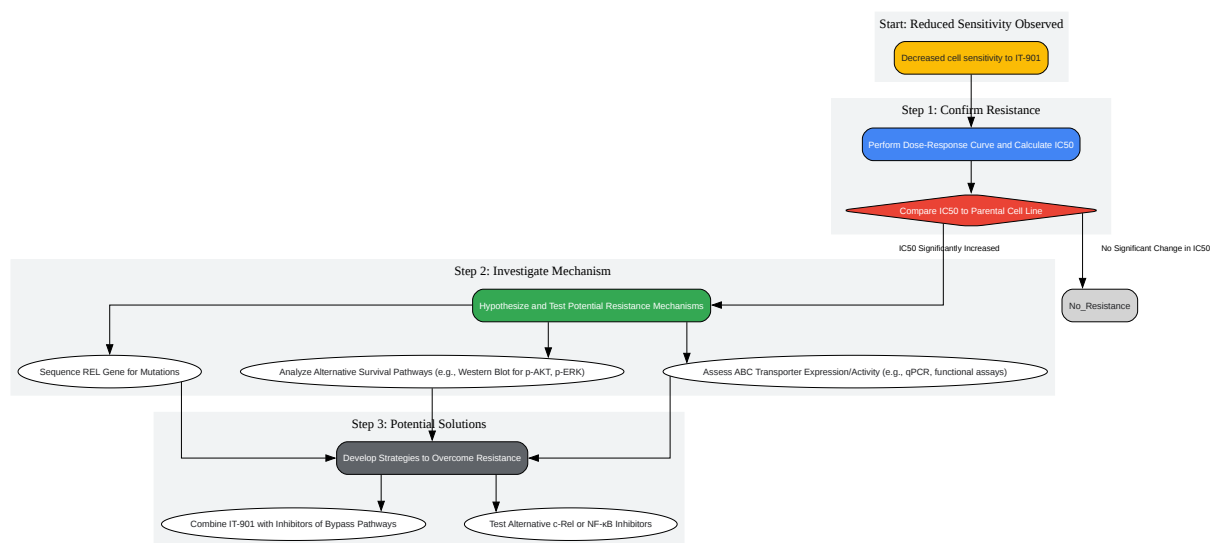 Start: Reduced Sensitivity Observed
Decreased cell sensitivity to IT-901
Step 1: Confirm Resistance
Perform Dose-Response Curve and Calculate IC50
Compare IC50 to Parental Cell Line
IC50 Significantly Increased
No Significant Change in IC50
Step 2: Investigate Mechanism
Hypothesize and Test Potential Resistance Mechanisms
No_Resistance
Sequence REL Gene for Mutations
Analyze Alternative Survival Pathways (e.g., Western Blot for p-AKT, p-ERK)
Assess ABC Transporter Expression/Activity (e.g., qPCR, functional assays)
Step 3: Potential Solutions
Develop Strategies to Overcome Resistance
Combine IT-901 with Inhibitors of Bypass Pathways
Test Alternative c-Rel or NF-κB Inhibitors